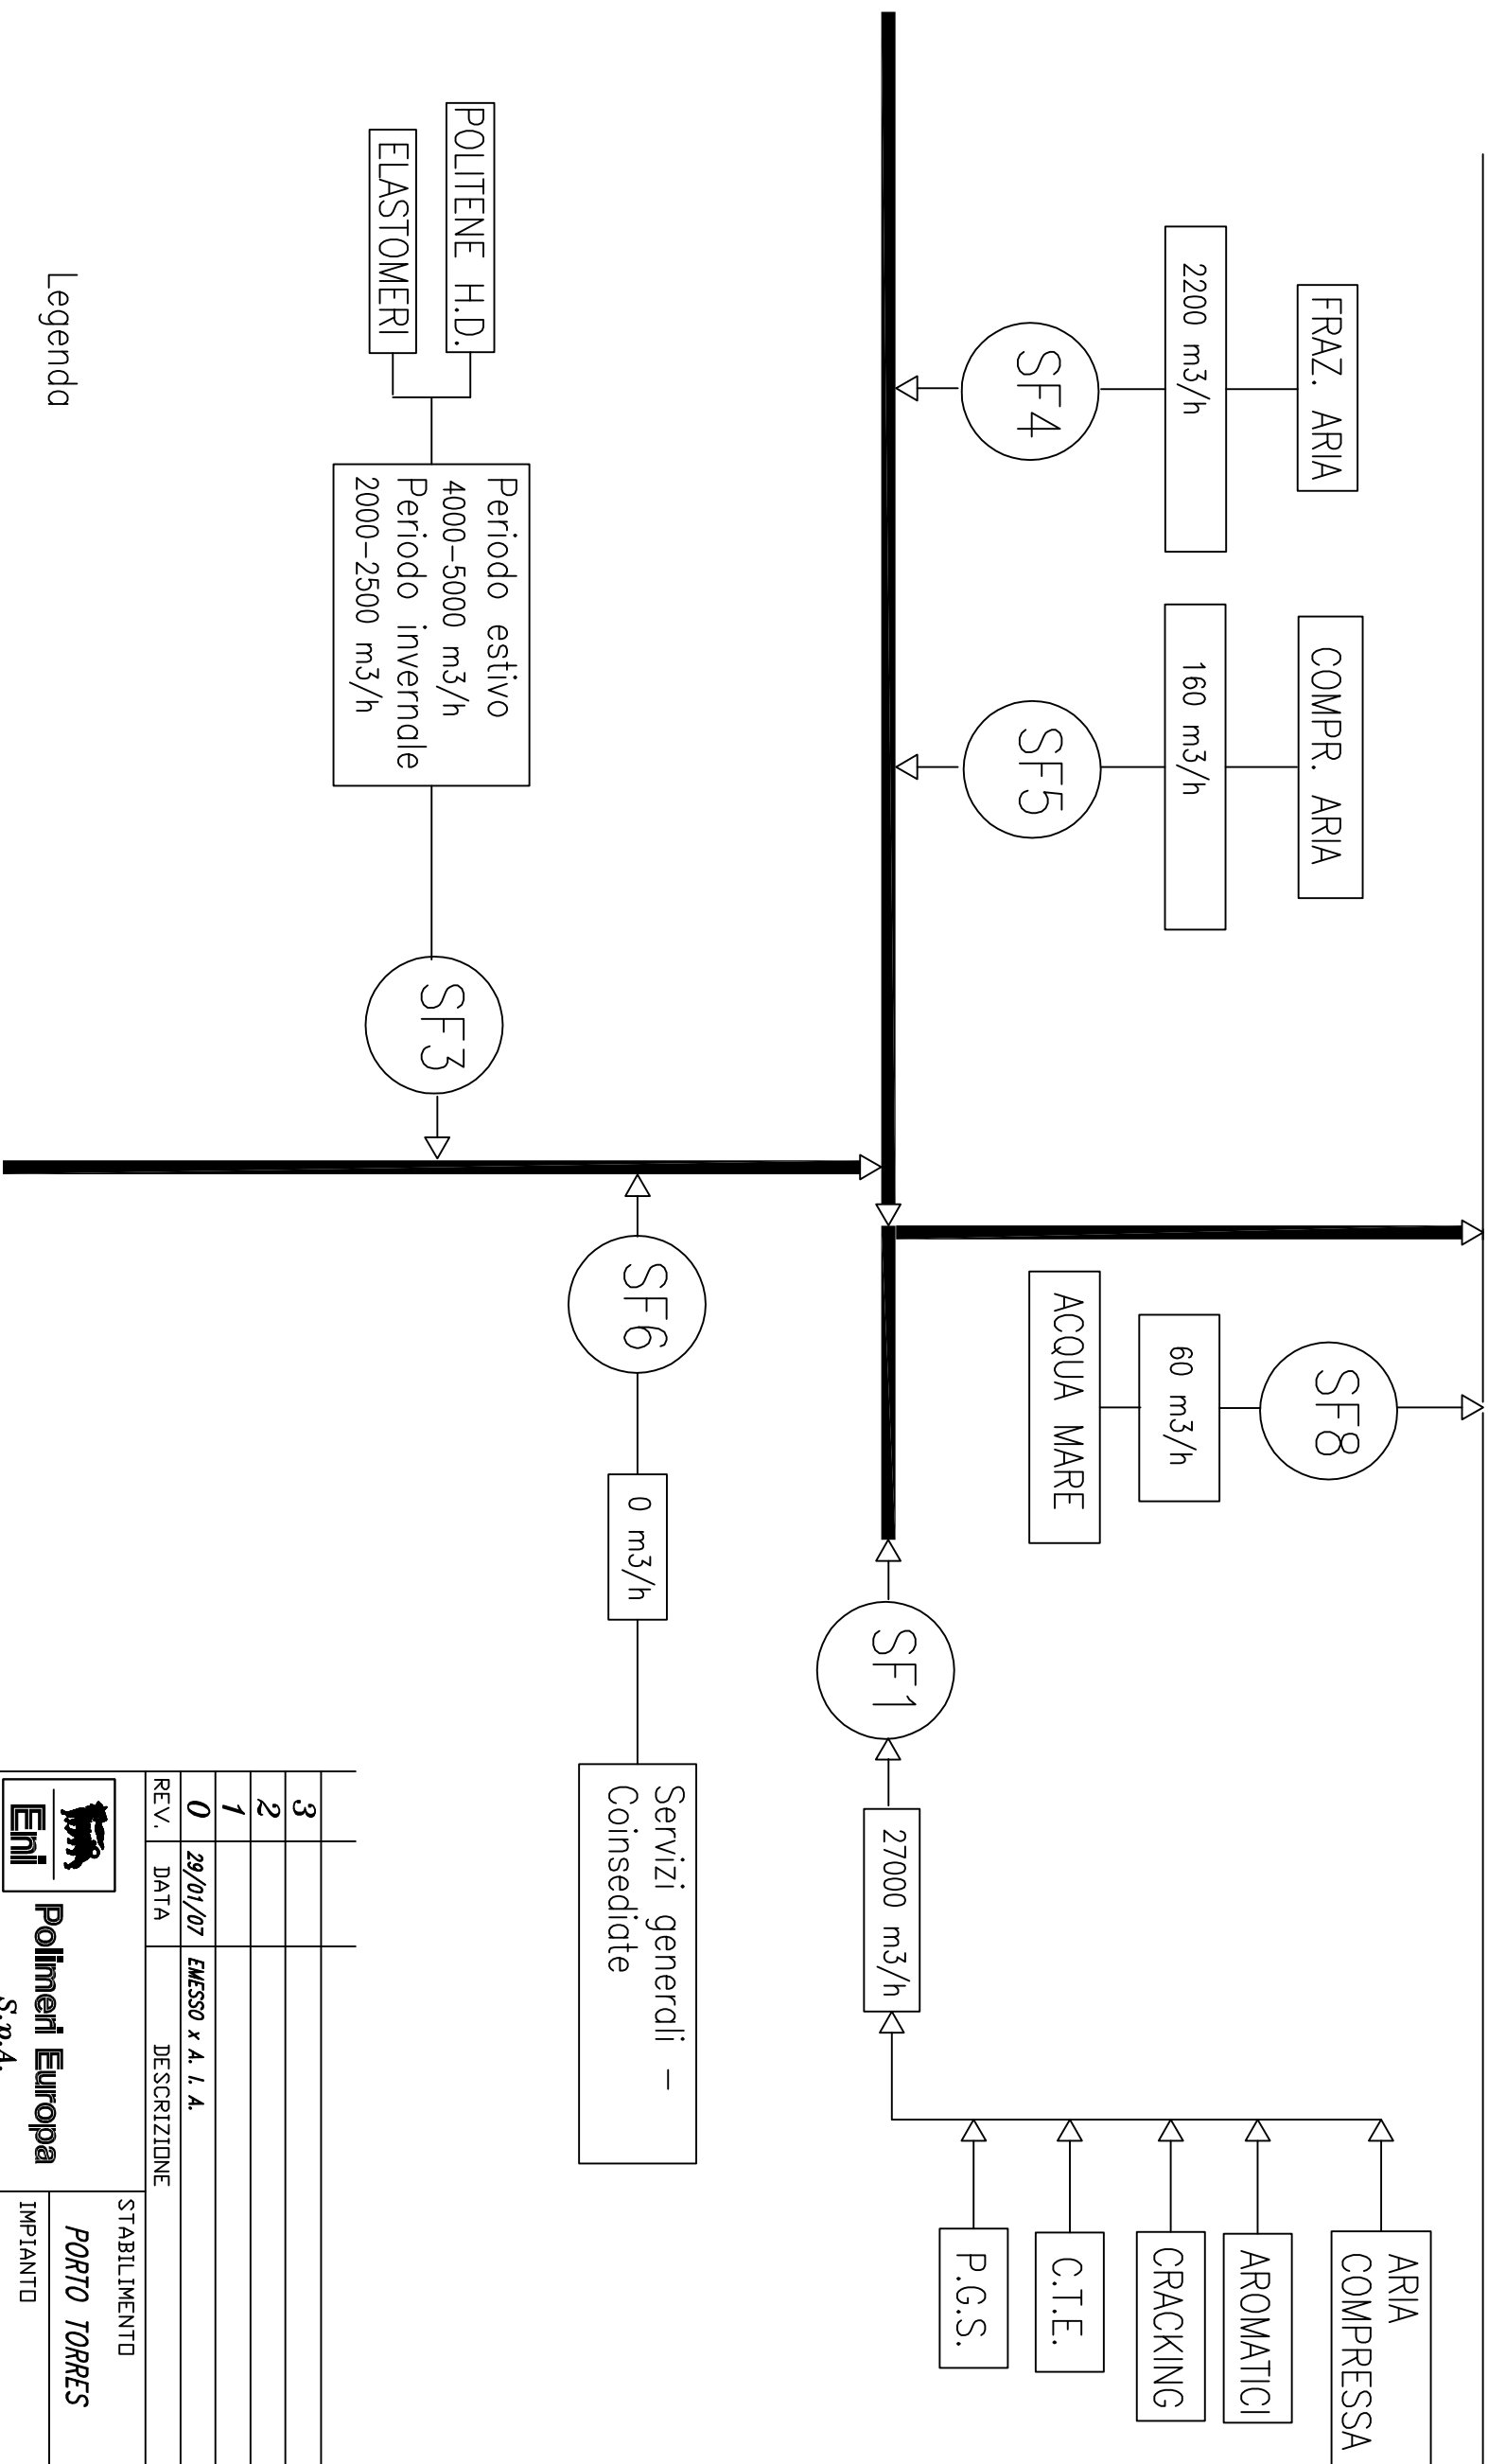 FRAZ. ARIA
COMPR. ARIA
2200 m3/h
160 m3/h
SF4
SF5
SF8
60 m3/h
ACQUA MARE
ARIA
COMPRESSA
AROMATICI
CRACKING
C.T.E.
P.G.S.
27000 m3/h
SF1
SF6
0 m3/h
Servizi generali –
Coinsediate
POLITENE H.D.
ELASTOMERI
Periodo estivo
4000–5000 m3/h
Periodo invernale
2000–2500 m3/h
SF3
Legenda
3
2
1
0 29/01/07 EMESSO x A. I. A.
REV. DATA DESCRIZIONE
Eni
Polimeri Europa
S.p.A.
STABILIMENTO
PORTO TORRES
IMPIANTO